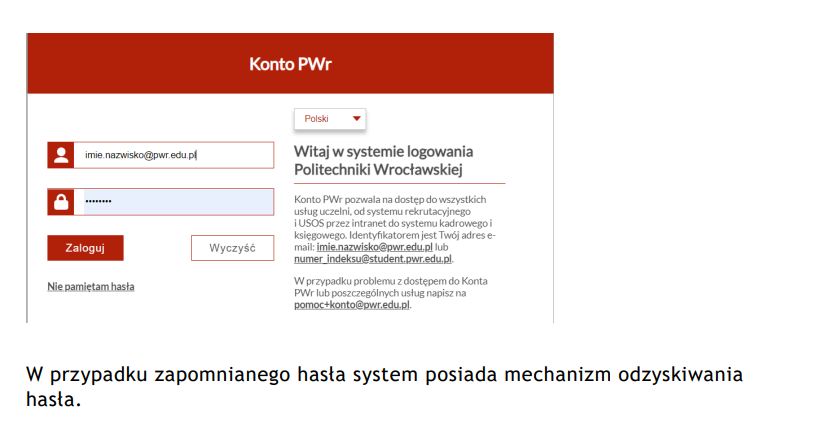 Konto PWr
imie.nazwisko@pwr.edu.pl
••••••••
Zaloguj
Wyczyść
Nie pamiętam hasła
Polski
Witaj w systemie logowania
Politechniki Wrocławskiej
Konto PWr pozwala na dostęp do wszystkich
usług uczelni, od systemu rekrutacyjnego
i USOS przez intranet do systemu kadrowego i
księgowego. Identyfikatorem jest Twój adres e-
mail: imie.nazwisko@pwr.edu.pl lub
numer_indeksu@student.pwr.edu.pl.
W przypadku problemu z dostępem do Konta
PWr lub poszczególnych usług napisz na
pomoc+konto@pwr.edu.pl.
W przypadku zapomnianego hasła system posiada mechanizm odzyskiwania
hasła.